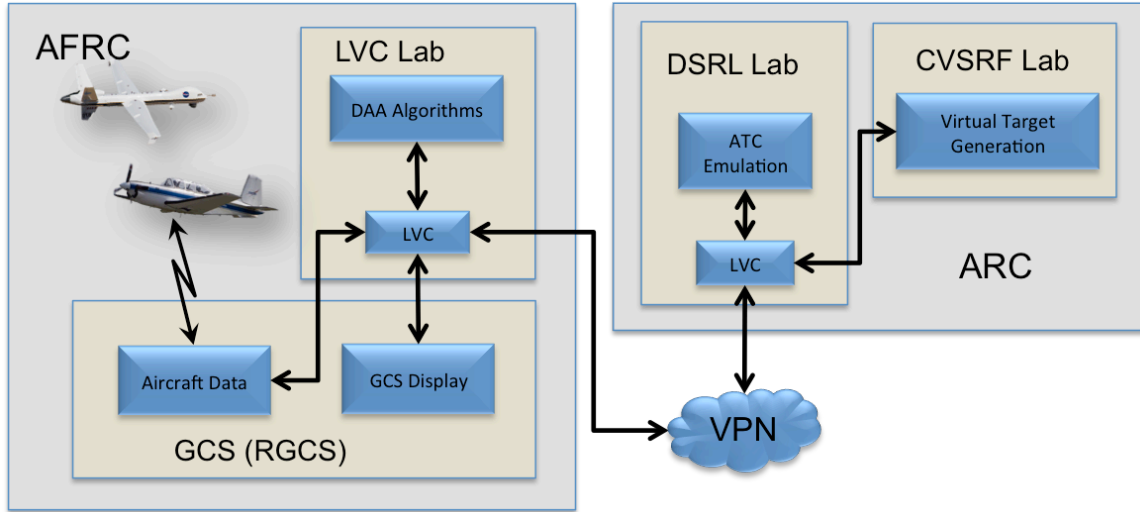 AFRC
LVC Lab
DAA Algorithms
LVC
Aircraft Data
GCS Display
GCS (RGCS)
DSRL Lab
ATC
Emulation
LVC
CVSRF Lab
Virtual Target
Generation
ARC
VPN